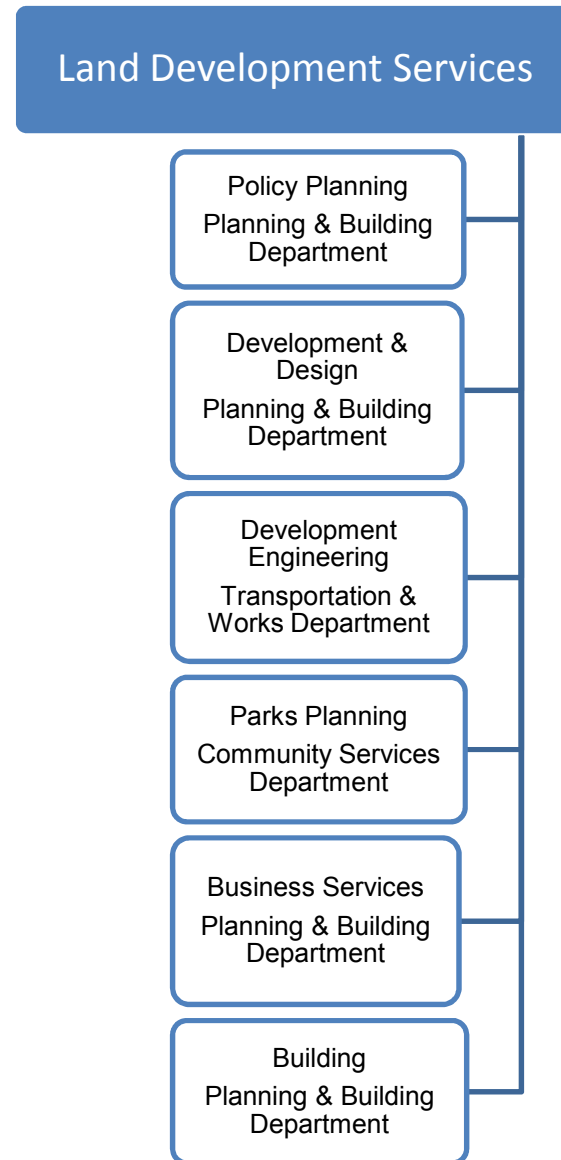 Land Development Services
Policy Planning
Planning & Building
Department
Development &
Design
Planning & Building
Department
Development
Engineering
Transportation &
Works Department
Parks Planning
Community Services
Department
Business Services
Planning & Building
Department
Building
Planning & Building
Department